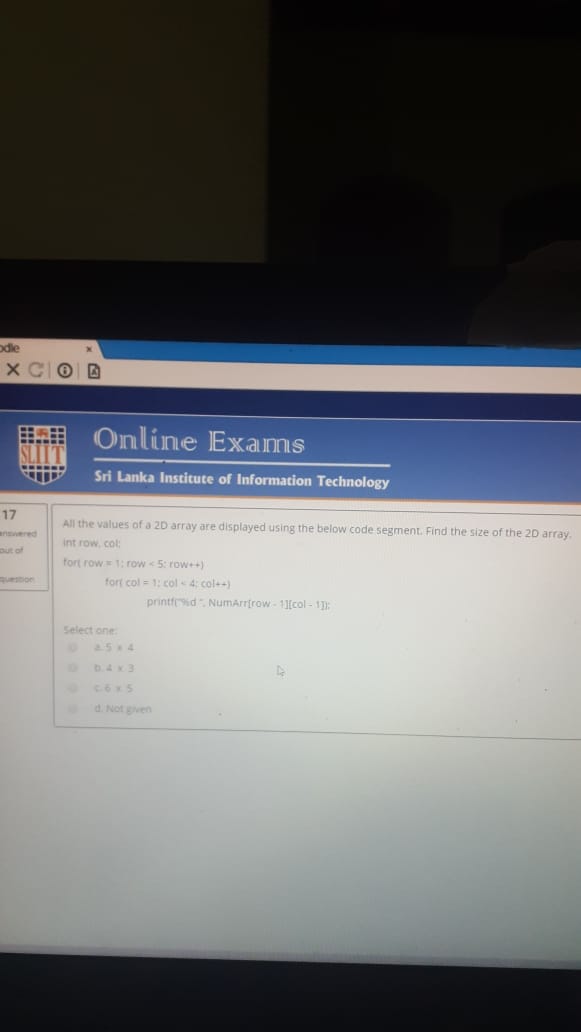 odle
Online Exams
SLIIT
Sri Lanka Institute of Information Technology
17
answered
out of
question
All the values of a 2D array are displayed using the below code segment. Find the size of the 2D array.
int row, col;
for( row = 1; row < 5; row++)
for( col = 1; col < 4; col++)
printf("%d ", NumArr[row - 1][col - 1]);
Select one:
a. 5 x 4
b. 4 x 3
c. 6 x 5
d. Not given